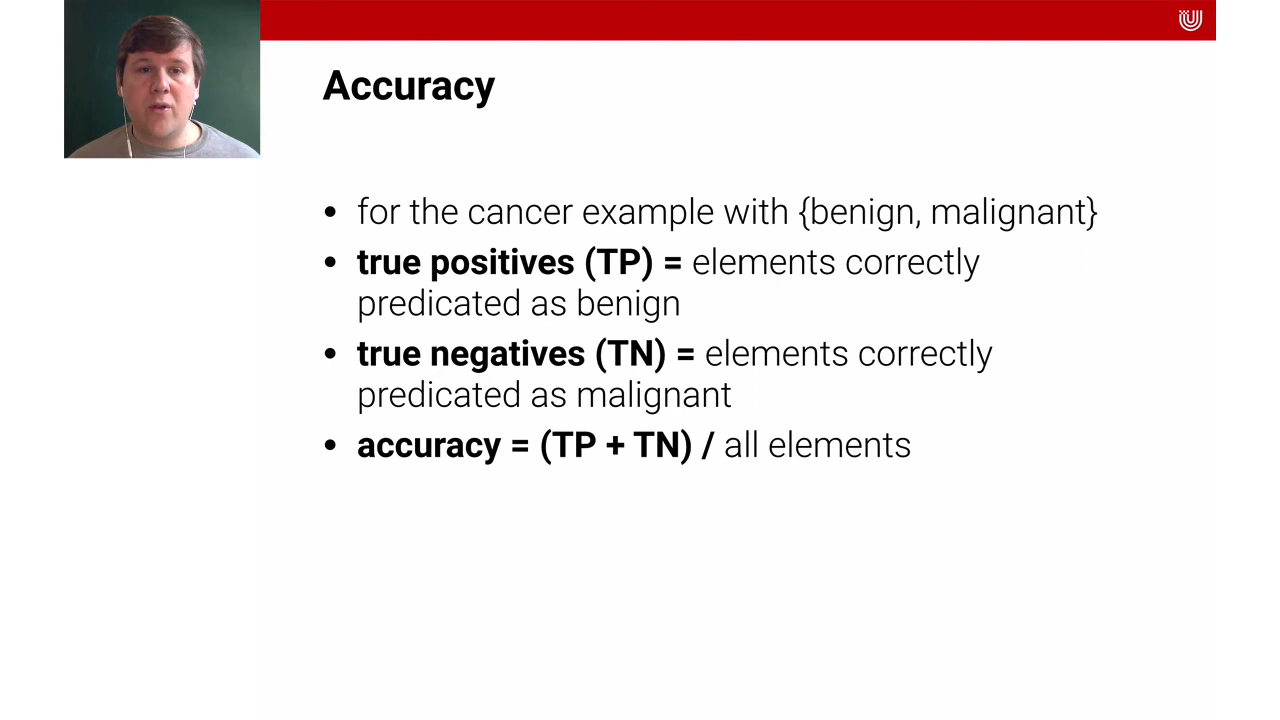 Accuracy
• for the cancer example with {benign, malignant}
• true positives (TP) = elements correctly
predicated as benign
• true negatives (TN) = elements correctly
predicated as malignant
• accuracy = (TP + TN) / all elements